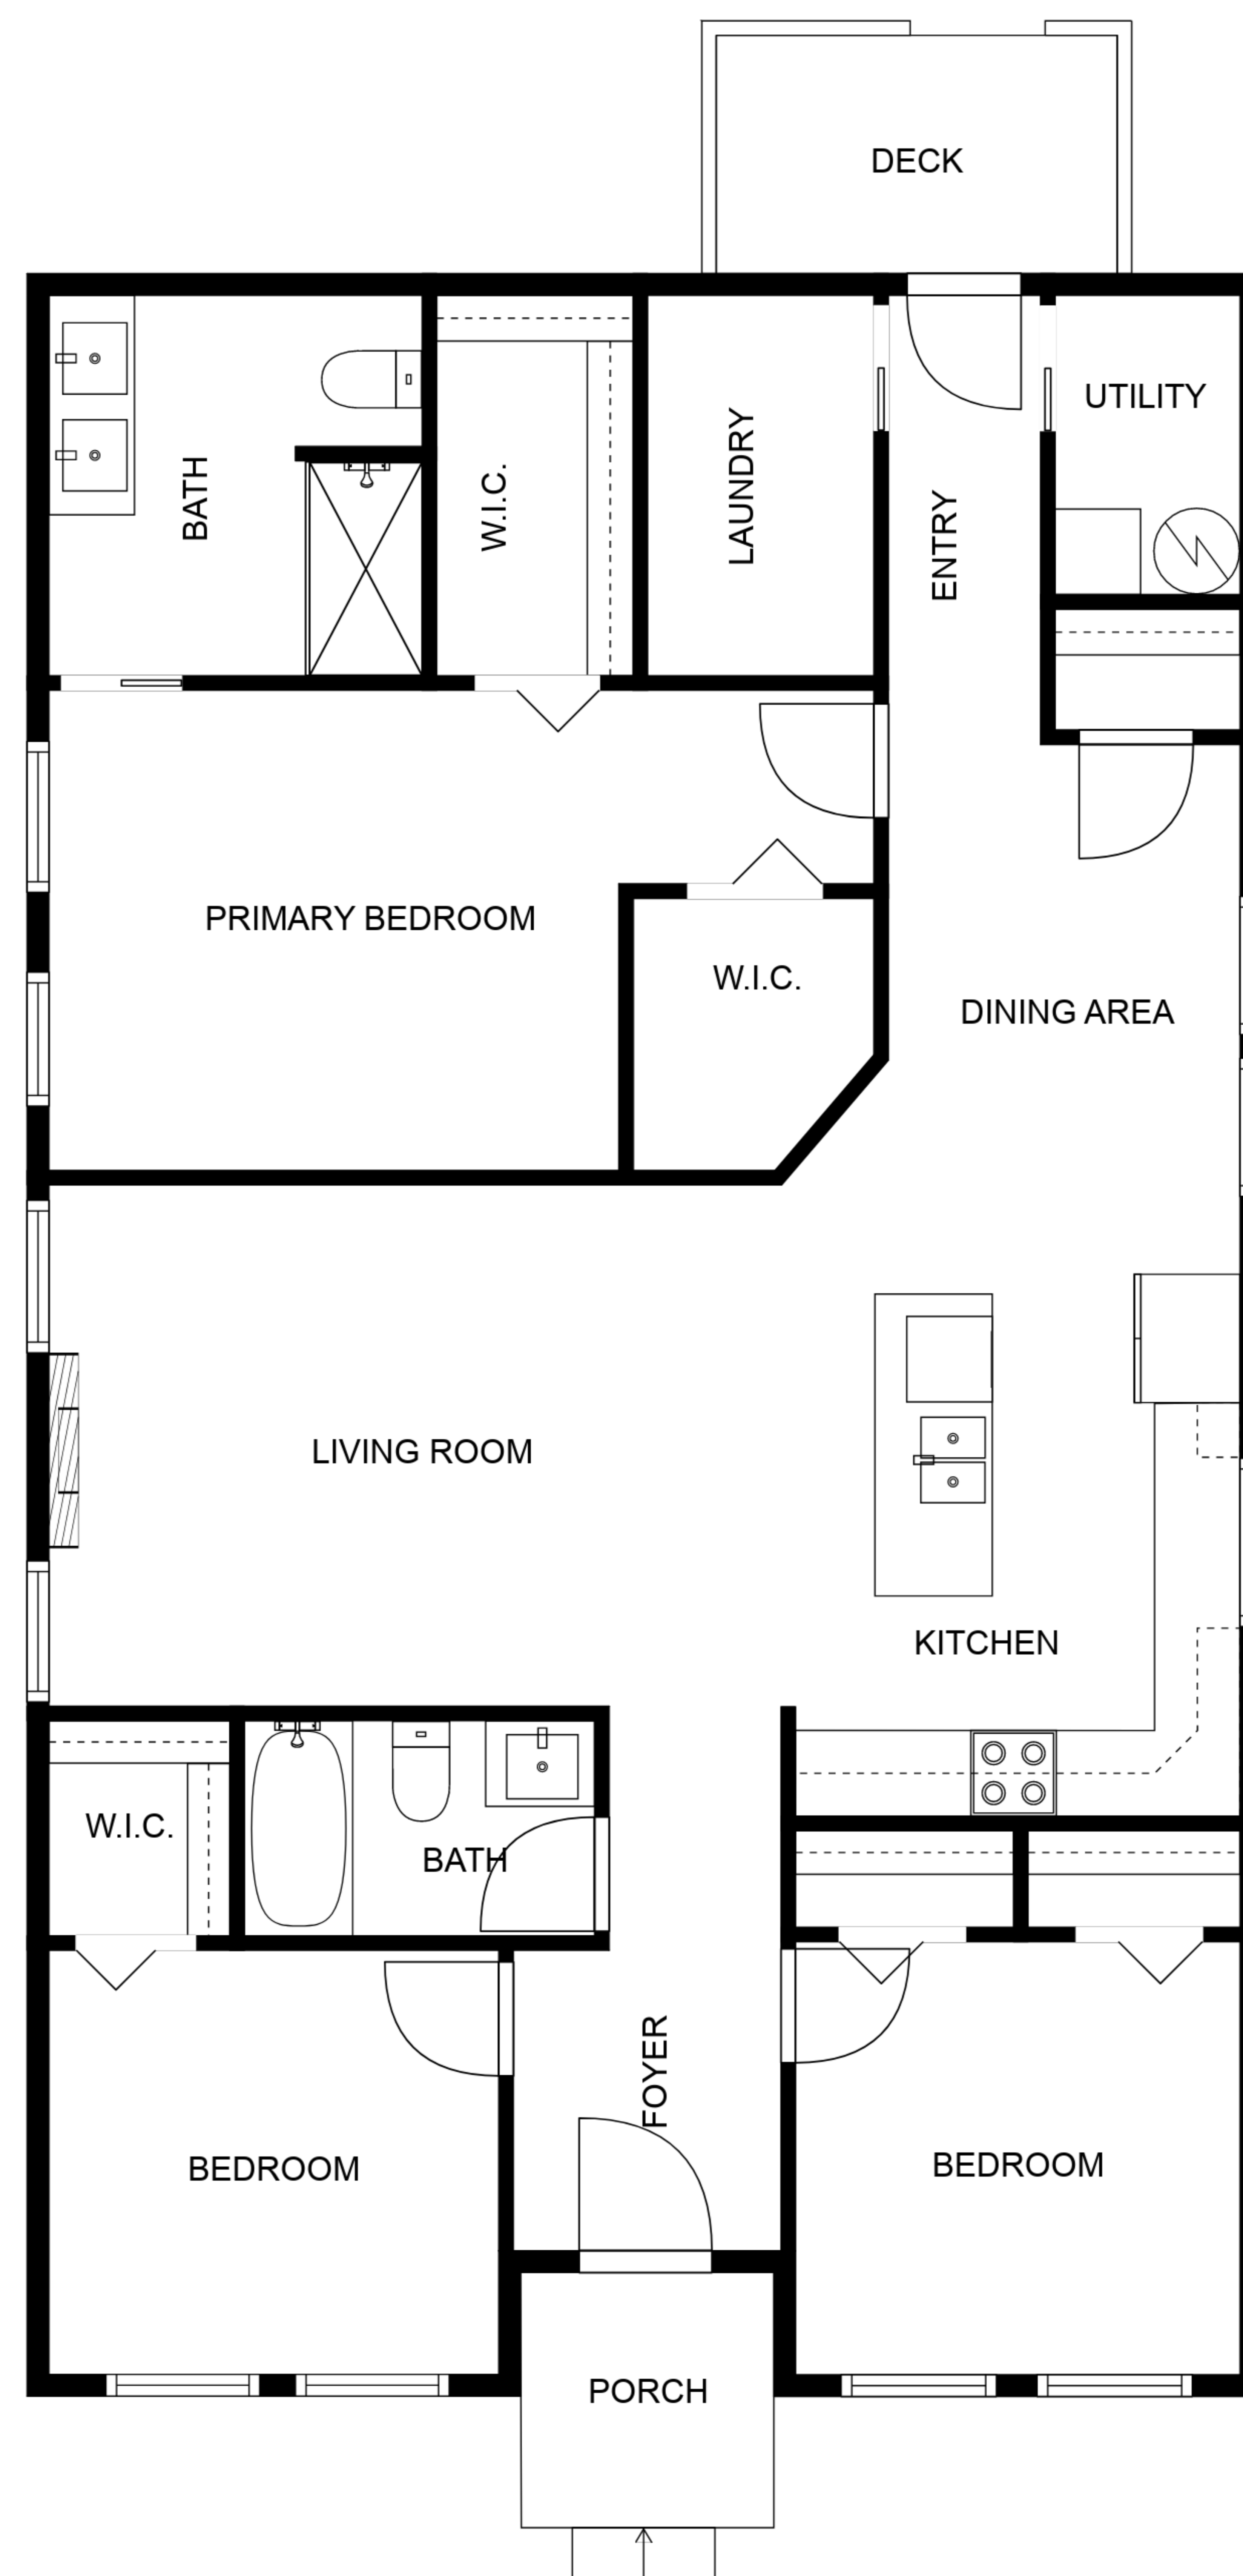 DECK
UTILITY
BATH
W.I.C.
LAUNDRY
ENTRY
PRIMARY BEDROOM
W.I.C.
DINING AREA
LIVING ROOM
KITCHEN
W.I.C.
BATH
FOYER
BEDROOM
BEDROOM
PORCH